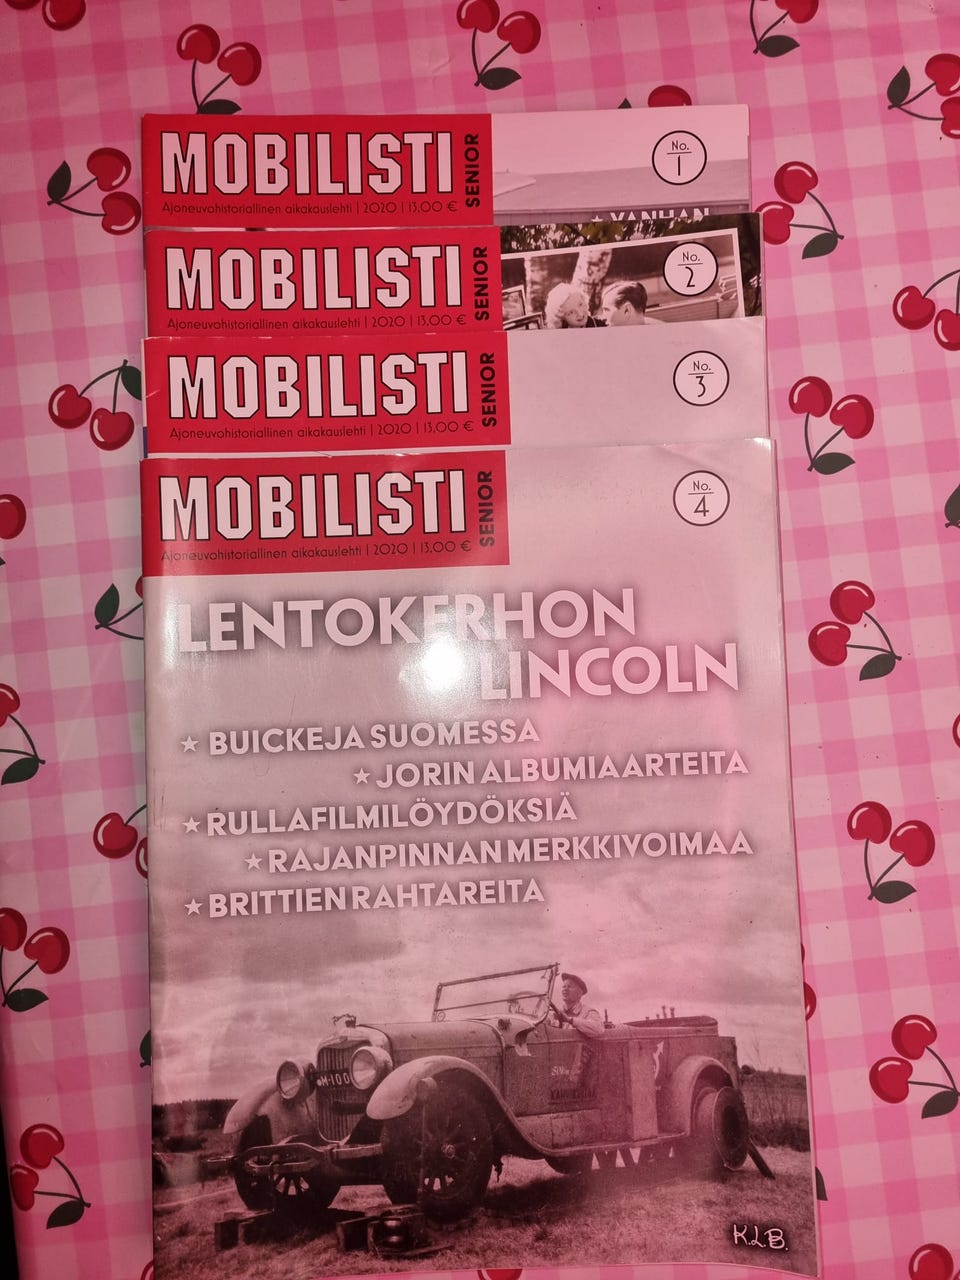 MOBILISTI
SENIOR
Ajoneuvohistoriallinen aikakauslehti | 2020 | 13,00 €
No.
1
★ VANHAN
MOBILISTI
SENIOR
Ajoneuvohistoriallinen aikakauslehti | 2020 | 13,00 €
No.
2
MOBILISTI
SENIOR
Ajoneuvohistoriallinen aikakauslehti | 2020 | 13,00 €
No.
3
MOBILISTI
SENIOR
Ajoneuvohistoriallinen aikakauslehti | 2020 | 13,00 €
No.
4
LENTOKERHON
LINCOLN
★ BUICKEJA SUOMESSA
★ JORIN ALBUMIAARTEITA
★ RULLAFILMILÖYDÖKSIÄ
★ RAJANPINNAN MERKKIVOIMAA
★ BRITTIEN RAHTAREITA
M-100
K.L.B.